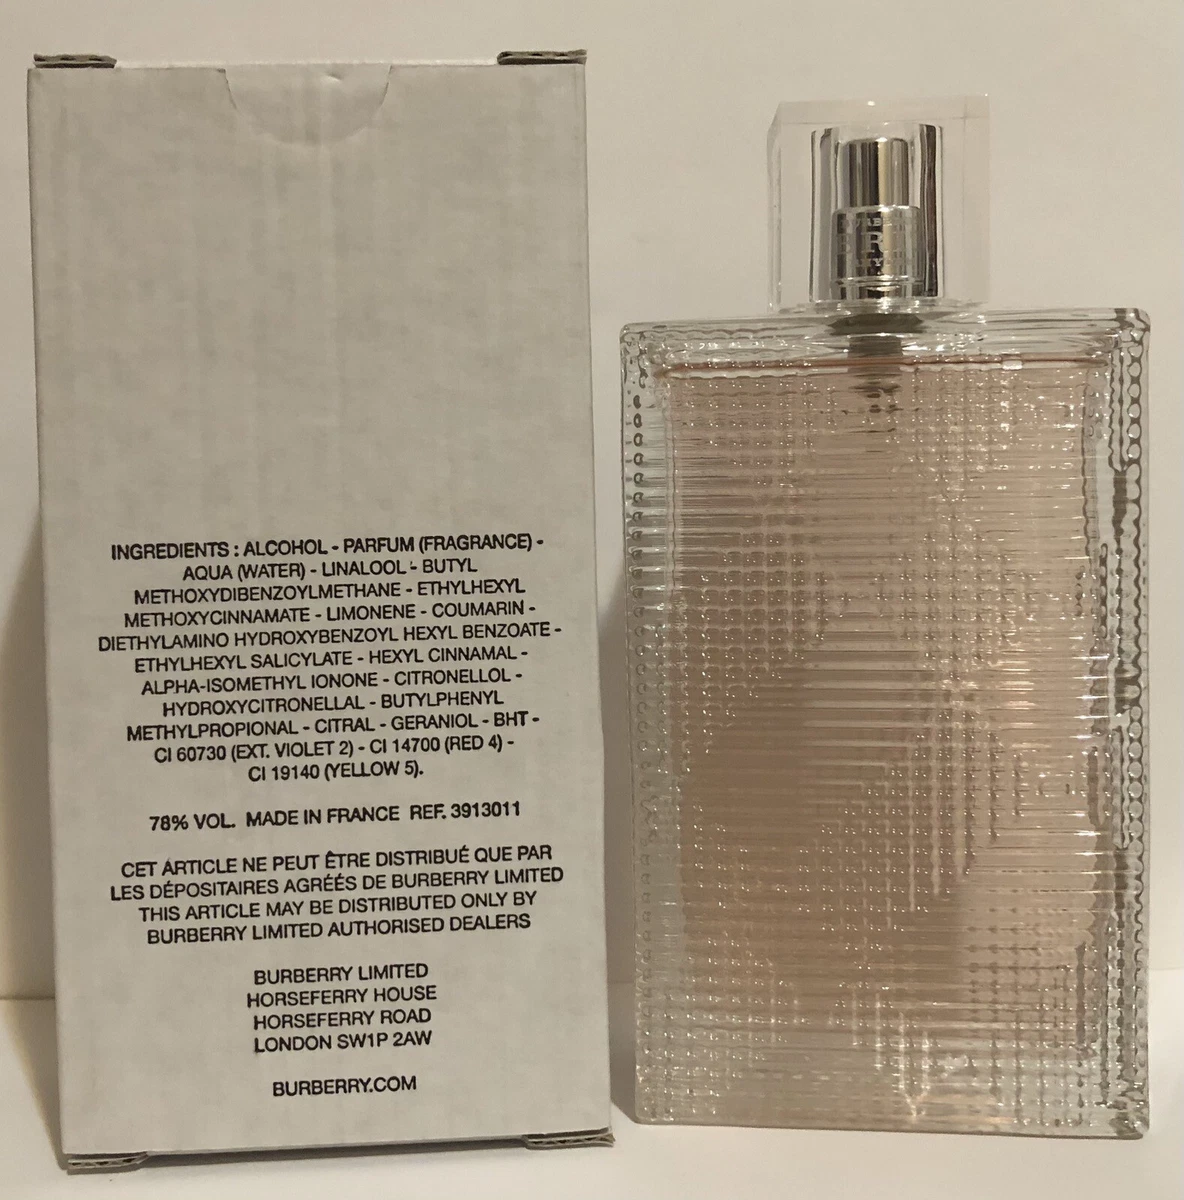 INGREDIENTS : ALCOHOL - PARFUM (FRAGRANCE) -
AQUA (WATER) - LINALOOL - BUTYL
METHOXYDIBENZOYLMETHANE - ETHYLHEXYL
METHOXYCINNAMATE - LIMONENE - COUMARIN -
DIETHYLAMINO HYDROXYBENZOYL HEXYL BENZOATE -
ETHYLHEXYL SALICYLATE - HEXYL CINNAMAL -
ALPHA-ISOMETHYL IONONE - CITRONELLOL -
HYDROXYCITRONELLAL - BUTYLPHENYL
METHYLPROPIONAL - CITRAL - GERANIOL - BHT -
CI 60730 (EXT. VIOLET 2) - CI 14700 (RED 4) -
CI 19140 (YELLOW 5).
78% VOL. MADE IN FRANCE REF. 3913011
CET ARTICLE NE PEUT ÊTRE DISTRIBUÉ QUE PAR
LES DÉPOSITAIRES AGRÉÉS DE BURBERRY LIMITED
THIS ARTICLE MAY BE DISTRIBUTED ONLY BY
BURBERRY LIMITED AUTHORISED DEALERS
BURBERRY LIMITED
HORSEFERRY HOUSE
HORSEFERRY ROAD
LONDON SW1P 2AW
BURBERRY.COM